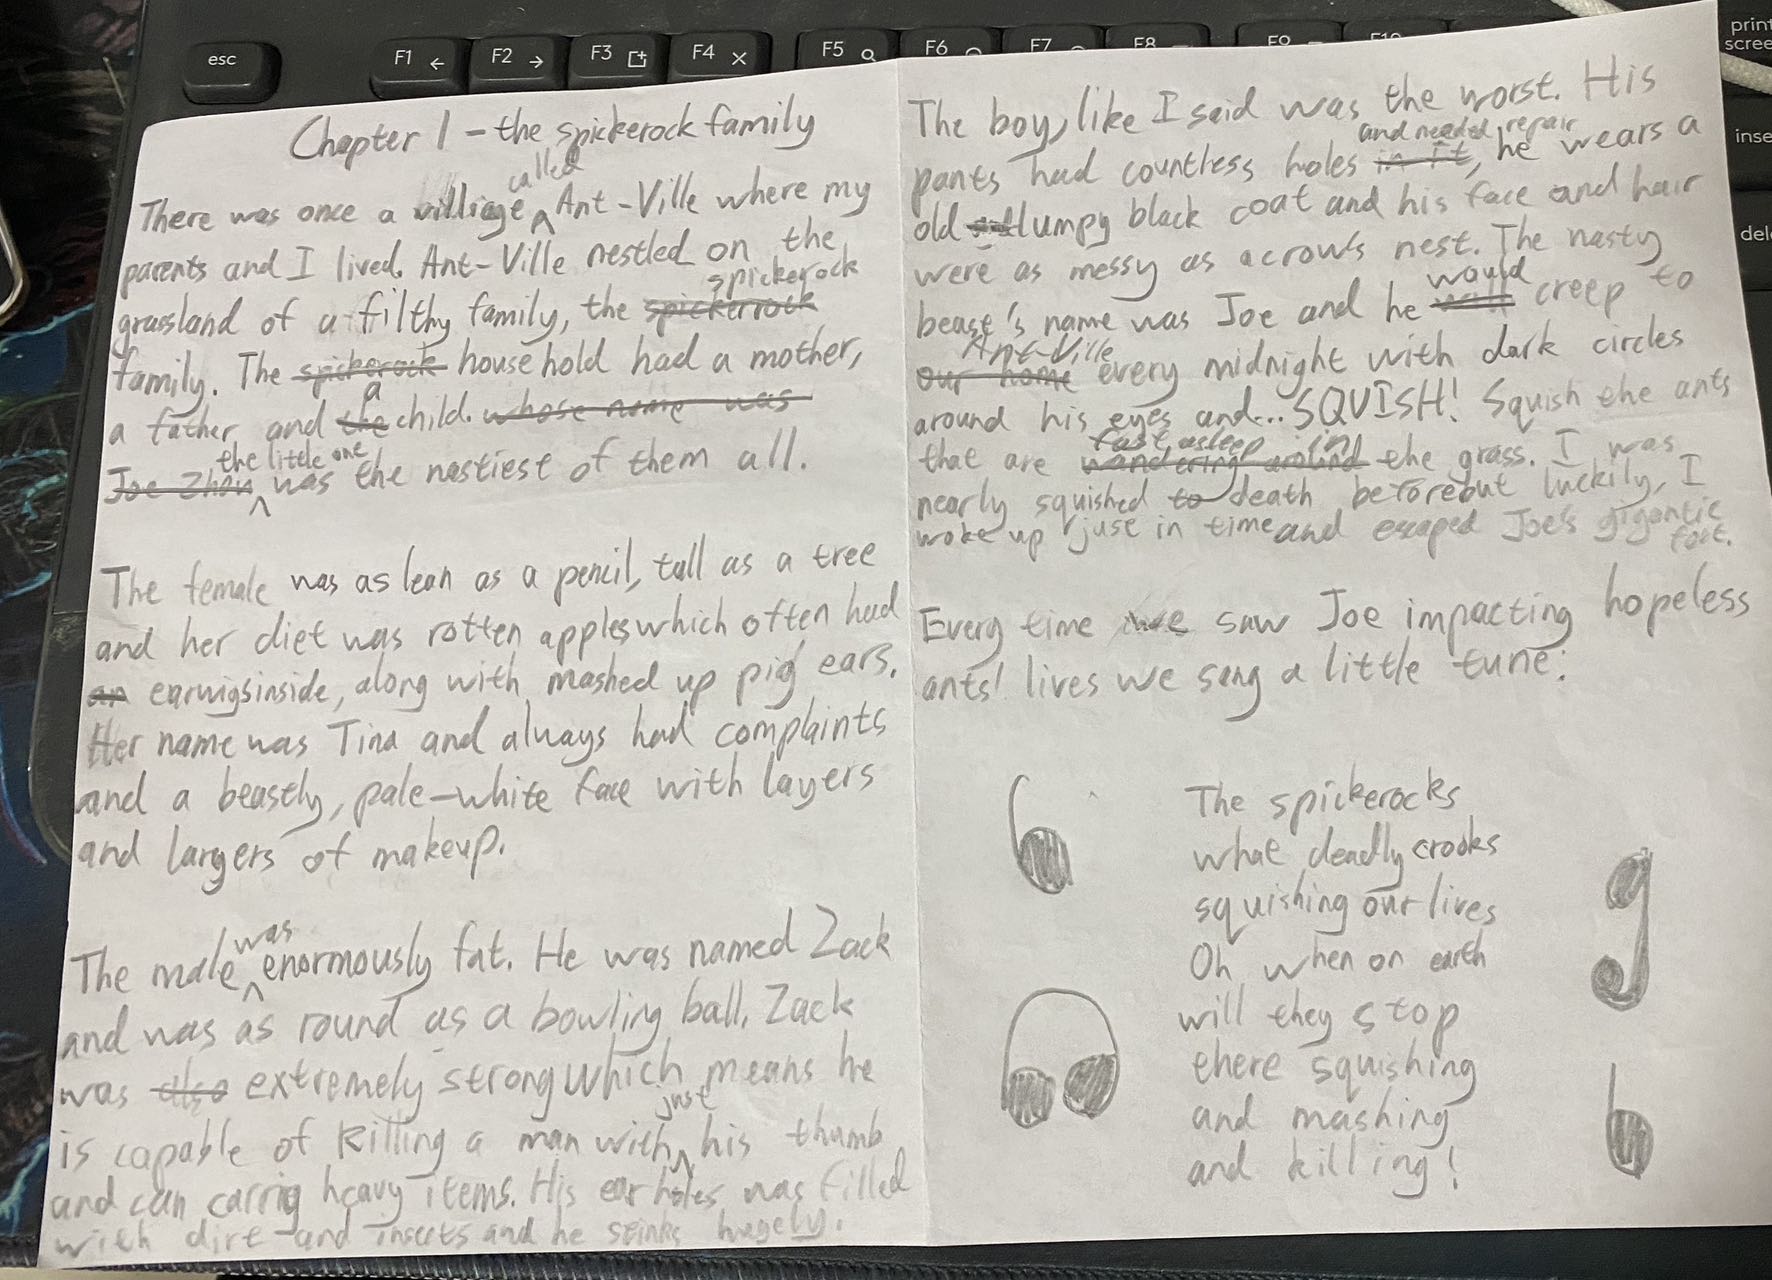 esc
F1
F2
F3
F4
F5
F6
F7
F8
F9
F10
print
scree
inse
dele
Chapter 1 - the spickerock family
There was once a villiage called Ant-Ville where my
parents and I lived. Ant-Ville nestled on the
grassland of a filthy family, the spickerrock spickerock
family. The spickerock household had a mother,
a father, and the a child. whose name was
Joe Zhou the little one was the nastiest of them all.
The female was as lean as a pencil, tall as a tree
and her diet was rotten apples which often had
an earwigs inside, along with mashed up pig ears.
Her name was Tina and always had complaints
and a beastly, pale-white face with layers
and largers of makeup.
The male was enormously fat. He was named Zack
and was as round as a bowling ball. Zack
was also extremely strong which means he
is capable of killing a man with just his thumb
and can carrig heavy items. His ear holes was filled
with dirt and insects and he stinks hugely.
The boy, like I said was the worst. His
pants had countless holes in it and needed repair, he wears a
old lumpy black coat and his face and hair
were as messy as a crow's nest. The nasty
beast's name was Joe and he would creep to
our home Ant-Ville every midnight with dark circles
around his eyes and... SQUISH! Squish the ants
that are wandering around fast asleep in the grass. I was
nearly squished to death before but luckily, I
woke up just in time and escaped Joe's gigantic
foot.
Every time we saw Joe impacting hopeless
ants' lives we sang a little tune:
The spickerocks
what deadly crooks
squishing our lives
Oh when on earth
will they stop
there squishing
and mashing
and killing!